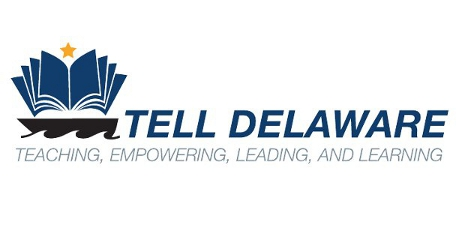 TELL DELAWARE
TEACHING, EMPOWERING, LEADING, AND LEARNING